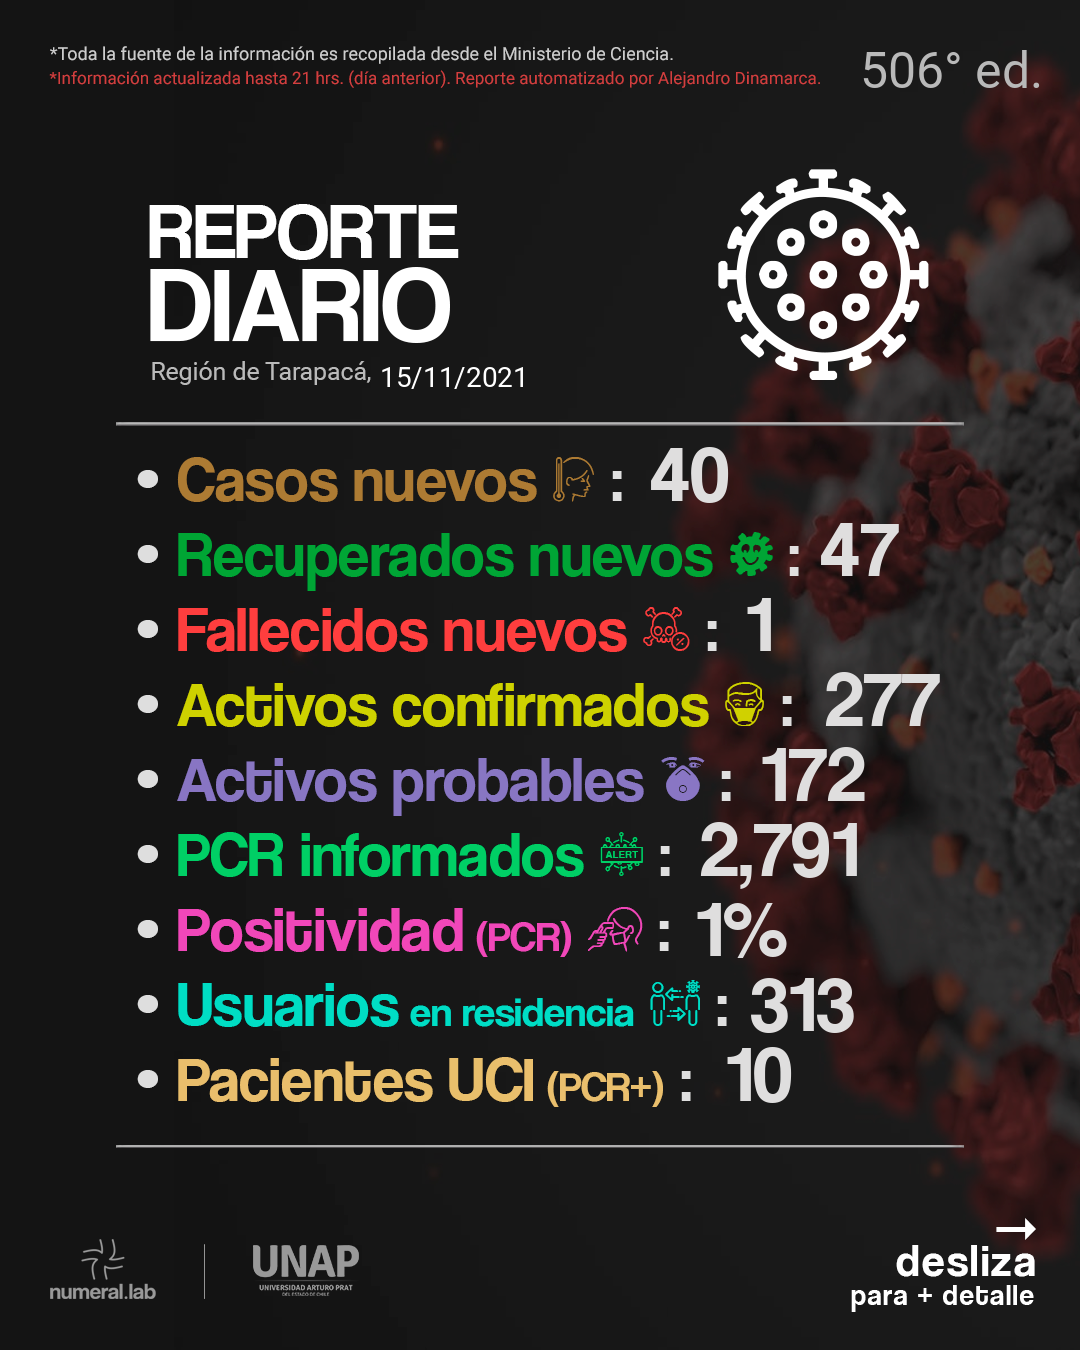 *Toda la fuente de la información es recopilada desde el Ministerio de Ciencia.
*Información actualizada hasta 21 hrs. (día anterior). Reporte automatizado por Alejandro Dinamarca.
506° ed.
REPORTE
DIARIO
Región de Tarapacá, 15/11/2021
• Casos nuevos : 40
• Recuperados nuevos : 47
• Fallecidos nuevos : 1
• Activos confirmados : 277
• Activos probables : 172
• PCR informados ALERT : 2,791
• Positividad (PCR) : 1%
• Usuarios en residencia : 313
• Pacientes UCI (PCR+) : 10
numeral.lab
UNAP
UNIVERSIDAD ARTURO PRAT
DEL ESTADO DE CHILE
desliza
para + detalle